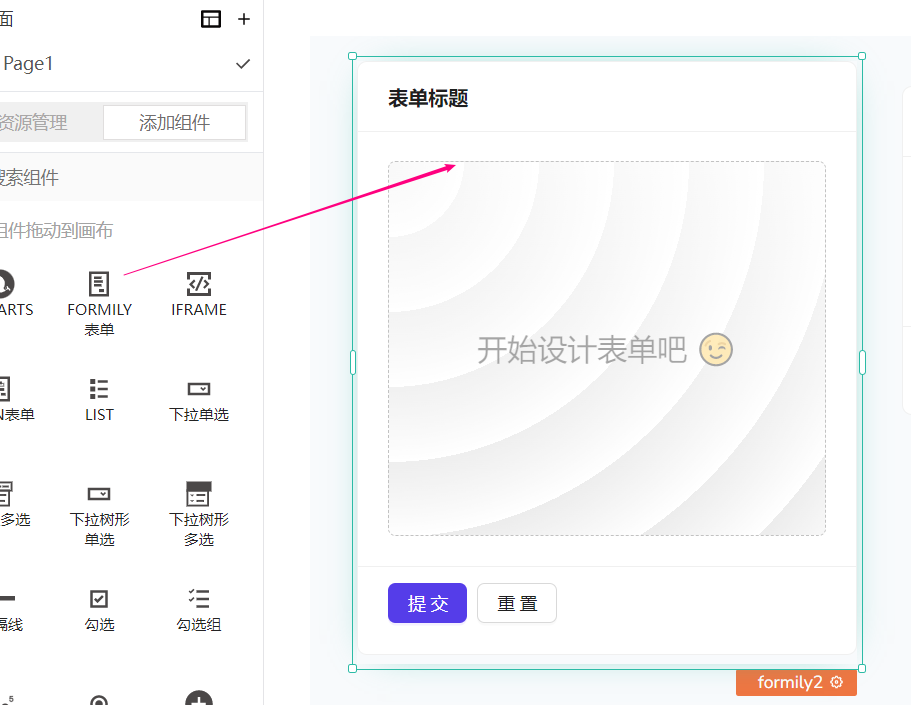 面
Page1
资源管理
添加组件
搜索组件
组件拖动到画布
ARTS
FORMILY
表单
IFRAME
N表单
LIST
下拉单选
多选
下拉树形
单选
下拉树形
多选
隔线
勾选
勾选组
5
表单标题
开始设计表单吧 😉
提交
重置
formily2